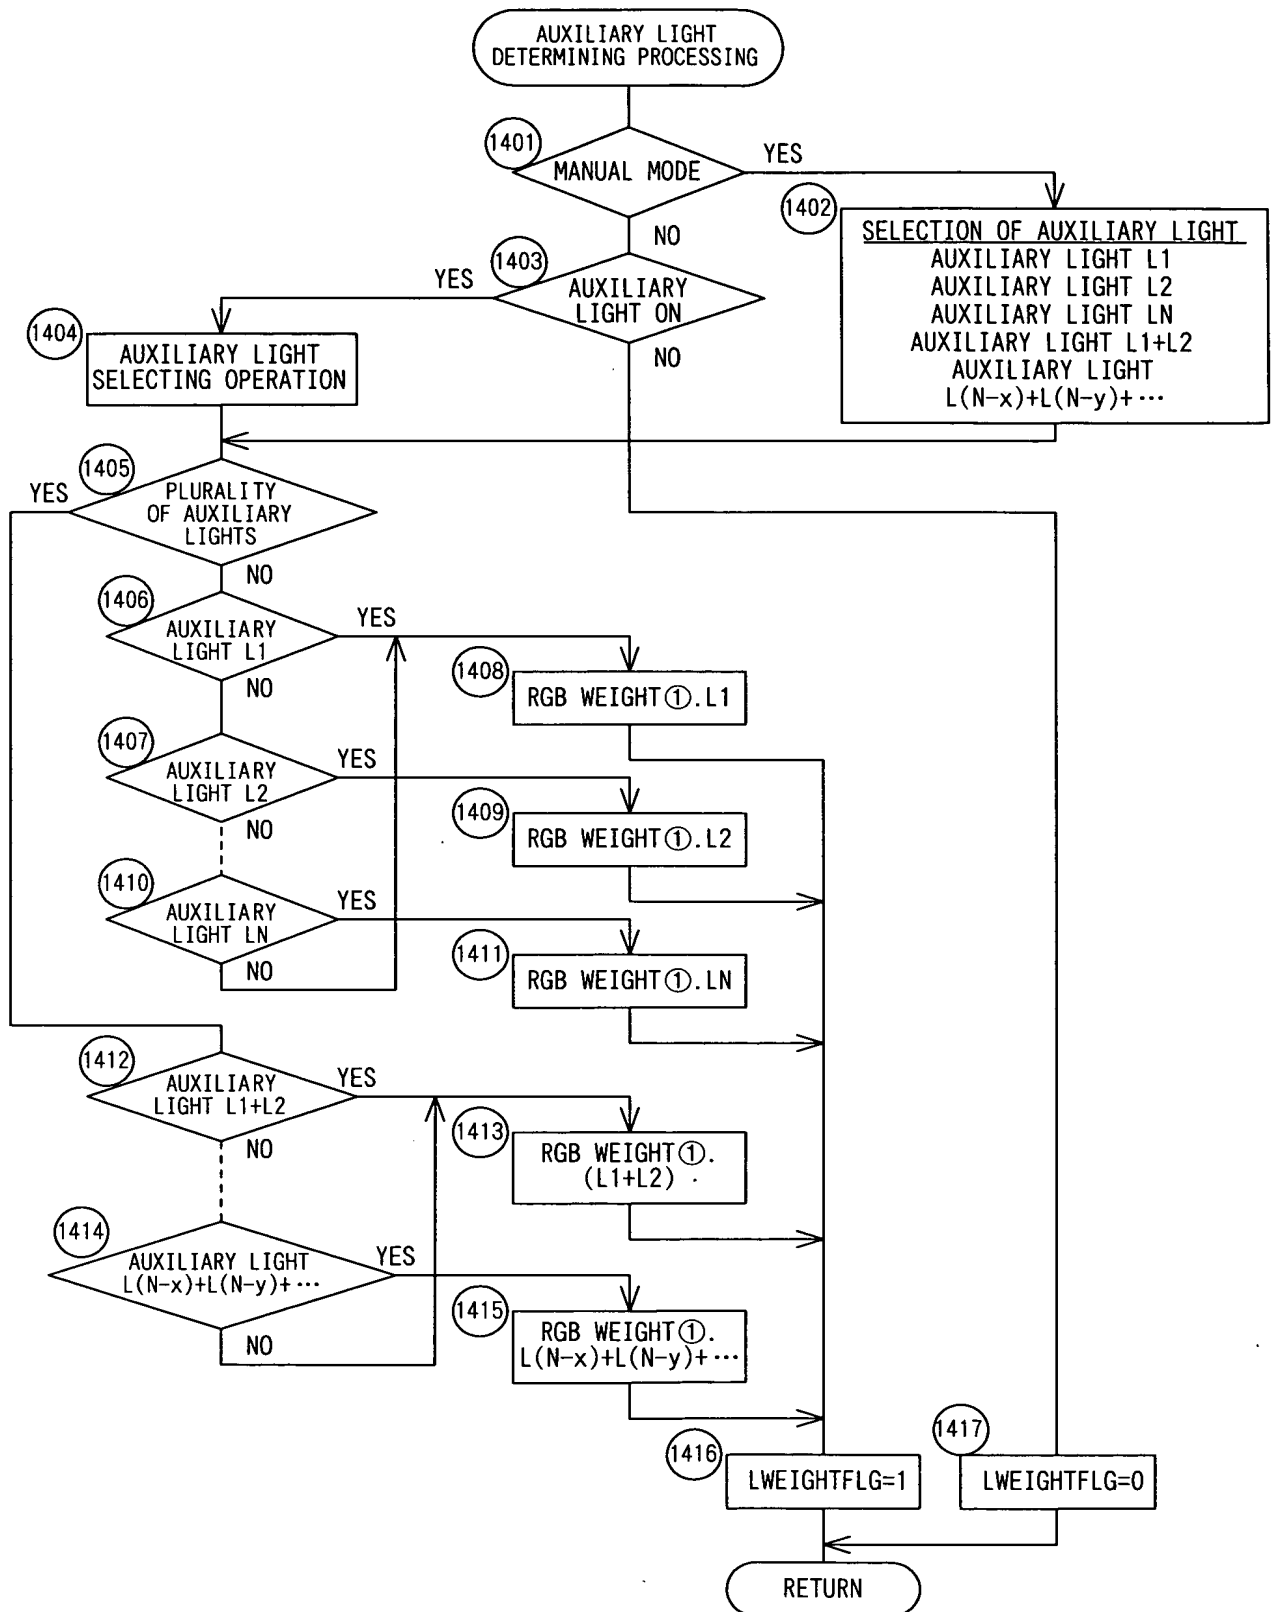 AUXILIARY LIGHT
DETERMINING PROCESSING
1401
MANUAL MODE
YES
NO
1402
SELECTION OF AUXILIARY LIGHT
AUXILIARY LIGHT L1
AUXILIARY LIGHT L2
AUXILIARY LIGHT LN
AUXILIARY LIGHT L1+L2
AUXILIARY LIGHT
L(N-x)+L(N-y)+···
1403
AUXILIARY
LIGHT ON
YES
NO
1404
AUXILIARY LIGHT
SELECTING OPERATION
1405
PLURALITY
OF AUXILIARY
LIGHTS
YES
NO
1406
AUXILIARY
LIGHT L1
YES
NO
1408
RGB WEIGHT①.L1
1407
AUXILIARY
LIGHT L2
YES
NO
1409
RGB WEIGHT①.L2
1410
AUXILIARY
LIGHT LN
YES
NO
1411
RGB WEIGHT①.LN
1412
AUXILIARY
LIGHT L1+L2
YES
NO
1413
RGB WEIGHT①.
(L1+L2)
1414
AUXILIARY LIGHT
L(N-x)+L(N-y)+···
YES
NO
1415
RGB WEIGHT①.
L(N-x)+L(N-y)+···
1416
LWEIGHTFLG=1
1417
LWEIGHTFLG=0
RETURN